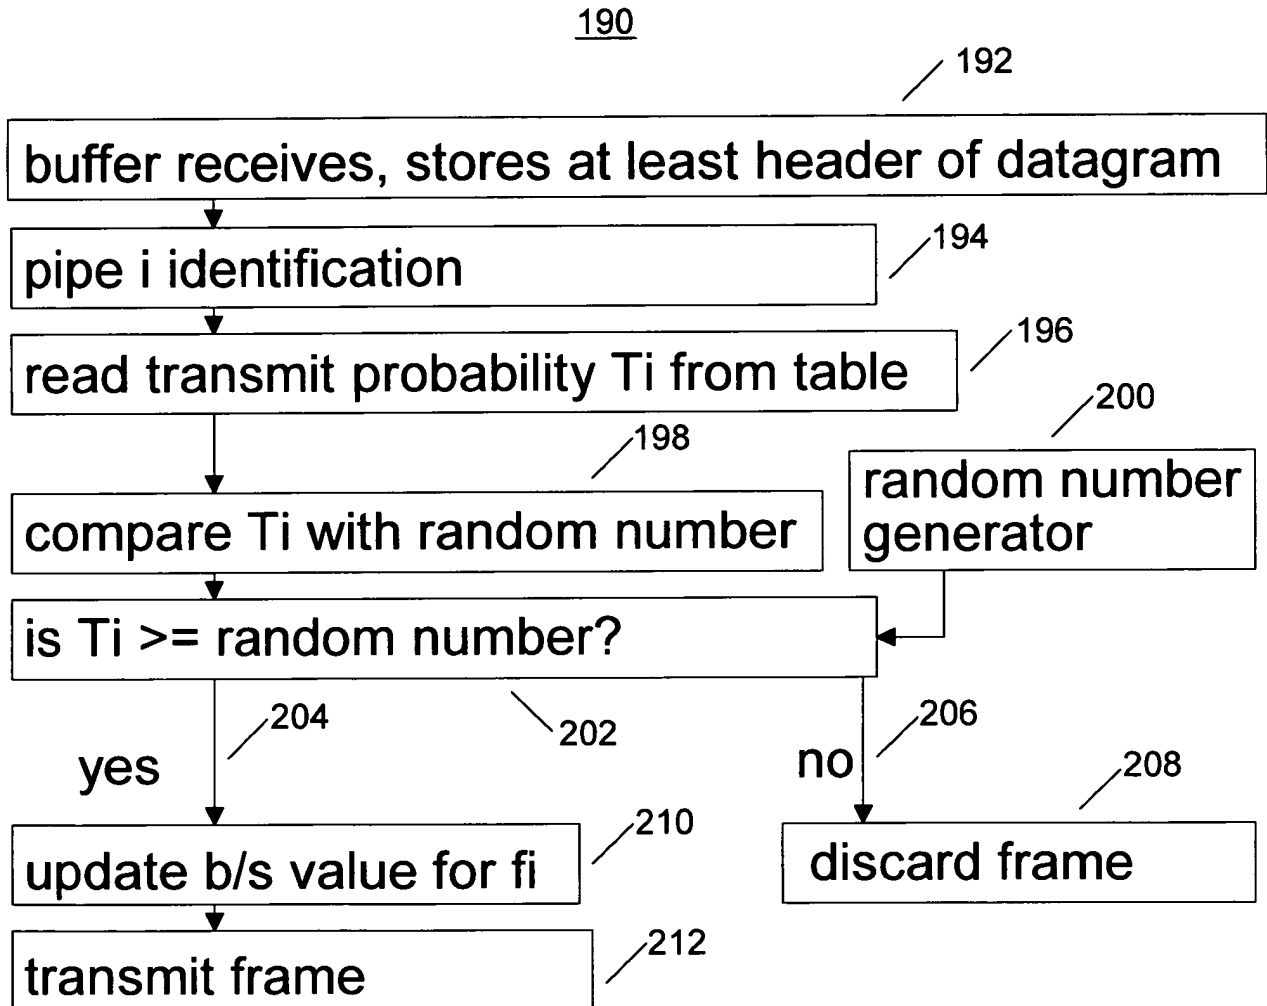 190
192
buffer receives, stores at least header of datagram
194
pipe i identification
196
read transmit probability Ti from table
200
198
random number
generator
compare Ti with random number
is Ti >= random number?
204
202
206
yes
no
208
210
update b/s value for fi
discard frame
212
transmit frame